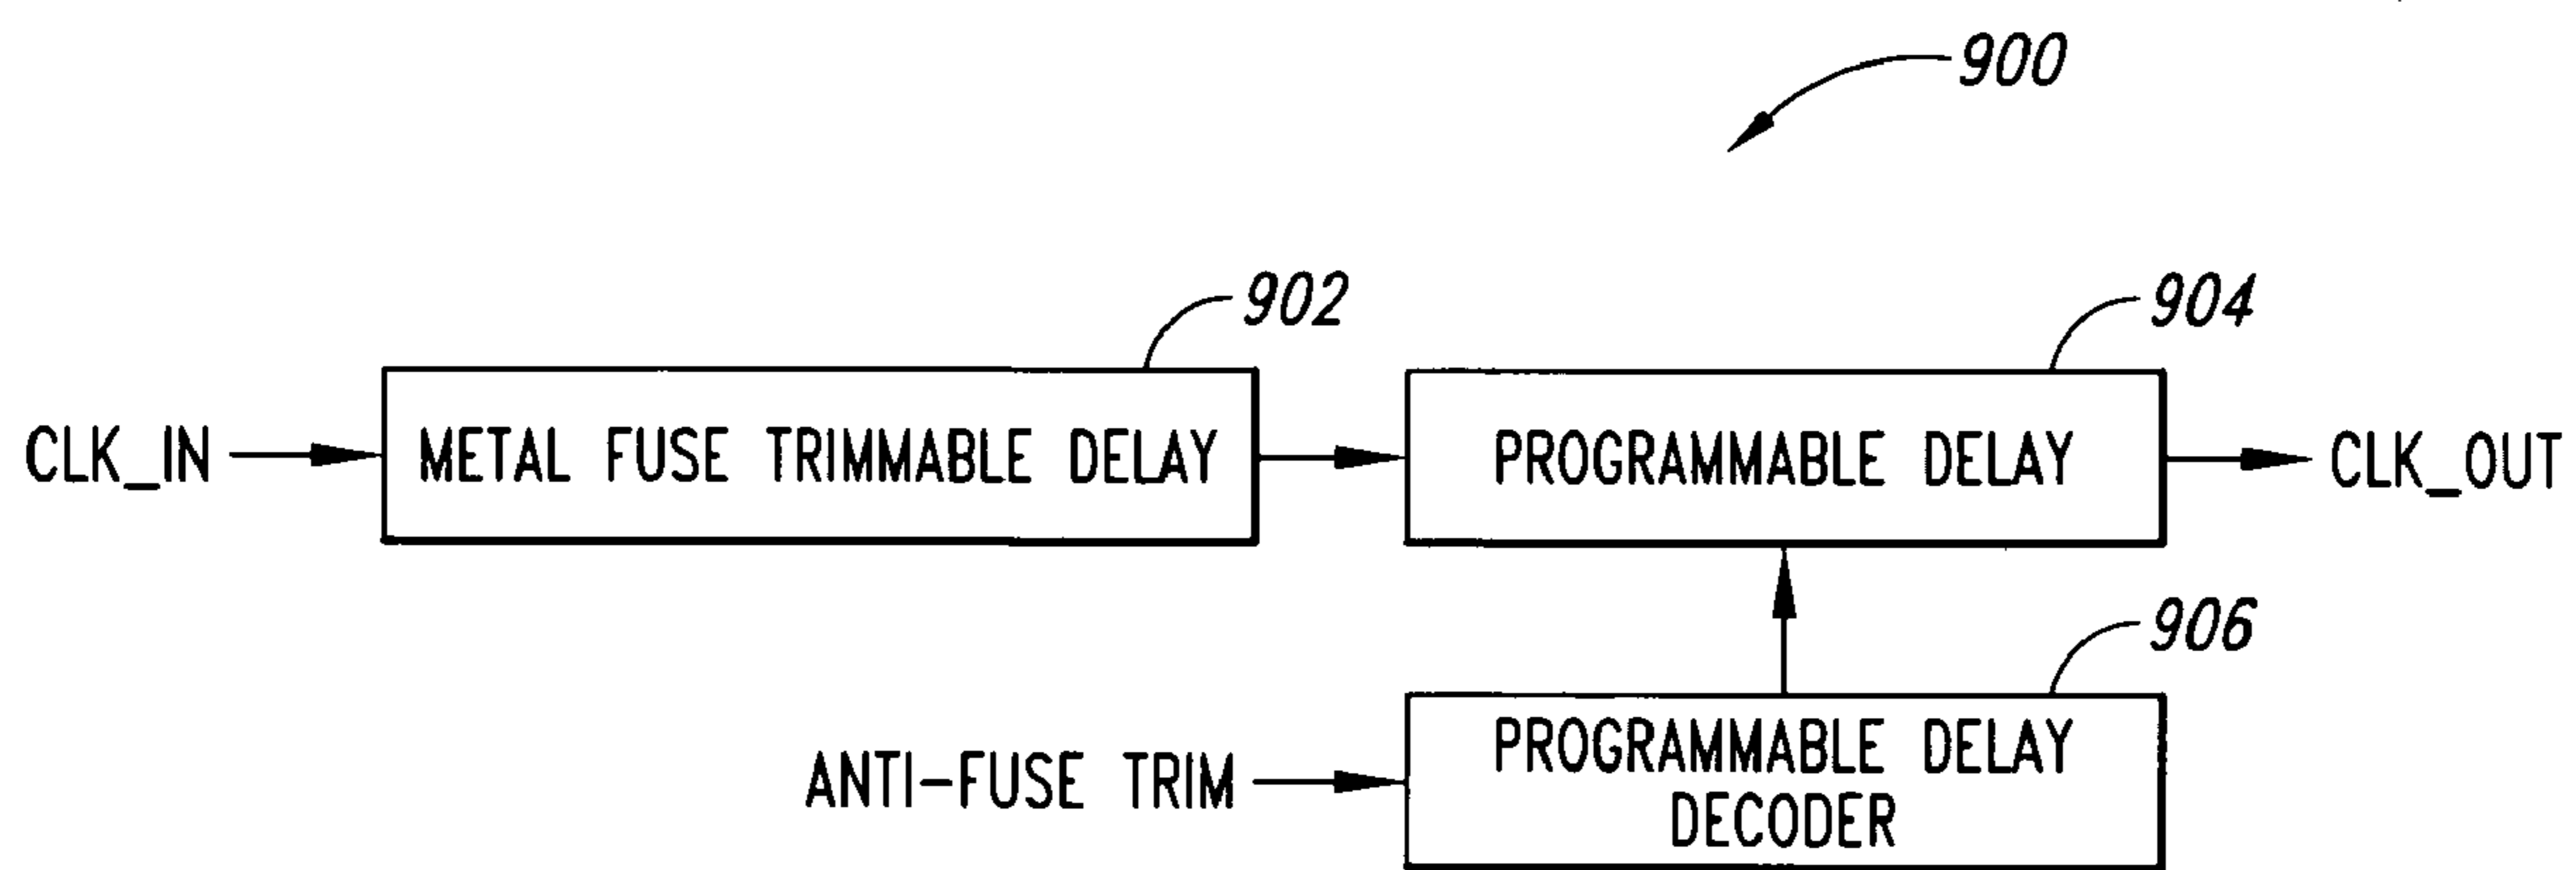 900
902
904
CLK_IN
METAL FUSE TRIMMABLE DELAY
PROGRAMMABLE DELAY
CLK_OUT
906
ANTI-FUSE TRIM
PROGRAMMABLE DELAY
DECODER